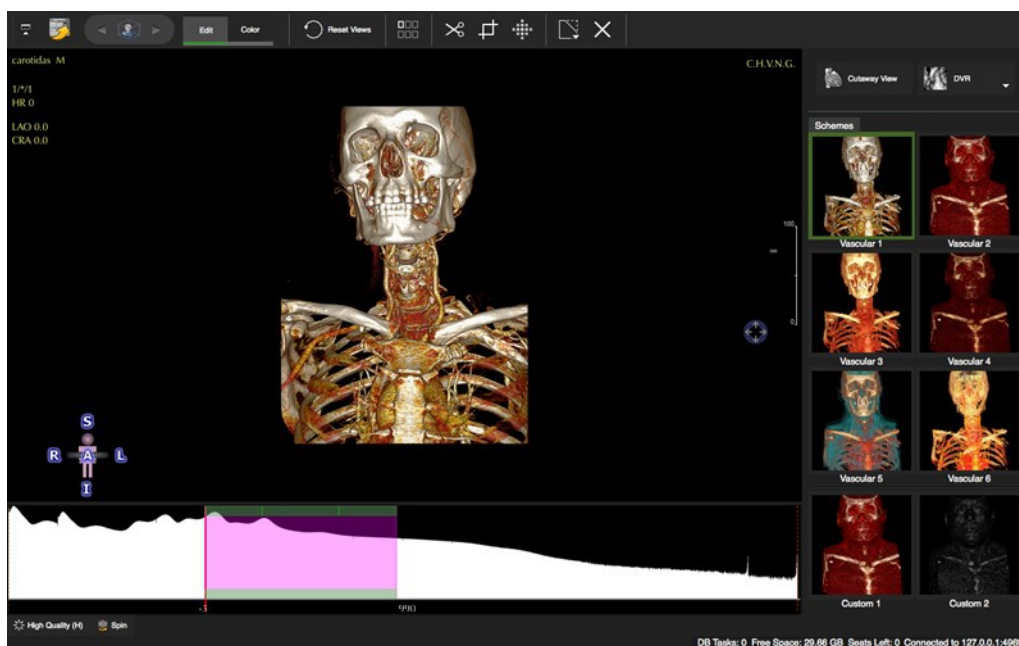 Edit Color Reset Views
carotidas M
C.H.V.N.G.
1/*/1
HR 0
LAO 0.0
CRA 0.0
100
0
S
R A L
I
-3 990
High Quality (H) Spin
Cutaway View DVR
Schemes
Vascular 1 Vascular 2
Vascular 3 Vascular 4
Vascular 5 Vascular 6
Custom 1 Custom 2
DB Tasks: 0 Free Space: 29.66 GB Seats Left: 0 Connected to 127.0.0.1:496